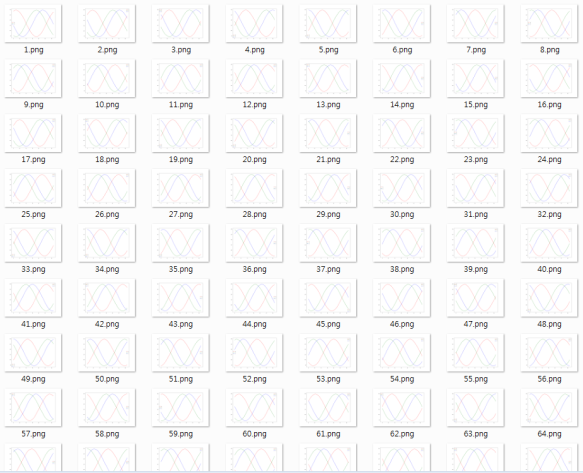 1.png 2.png 3.png 4.png 5.png 6.png 7.png 8.png
9.png 10.png 11.png 12.png 13.png 14.png 15.png 16.png
17.png 18.png 19.png 20.png 21.png 22.png 23.png 24.png
25.png 26.png 27.png 28.png 29.png 30.png 31.png 32.png
33.png 34.png 35.png 36.png 37.png 38.png 39.png 40.png
41.png 42.png 43.png 44.png 45.png 46.png 47.png 48.png
49.png 50.png 51.png 52.png 53.png 54.png 55.png 56.png
57.png 58.png 59.png 60.png 61.png 62.png 63.png 64.png